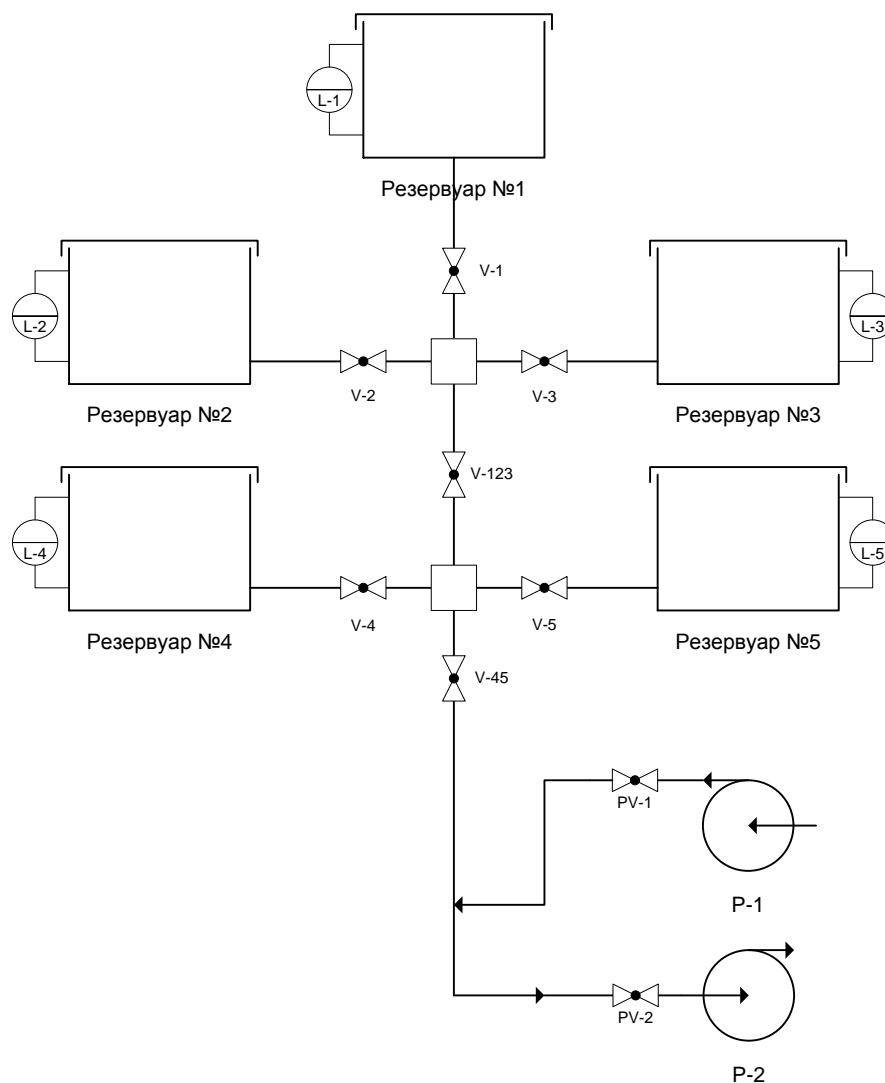 L-1
Резервуар №1
V-1
L-2
L-3
V-2
V-3
Резервуар №2
Резервуар №3
V-123
L-4
L-5
V-4
V-5
Резервуар №4
Резервуар №5
V-45
PV-1
P-1
PV-2
P-2